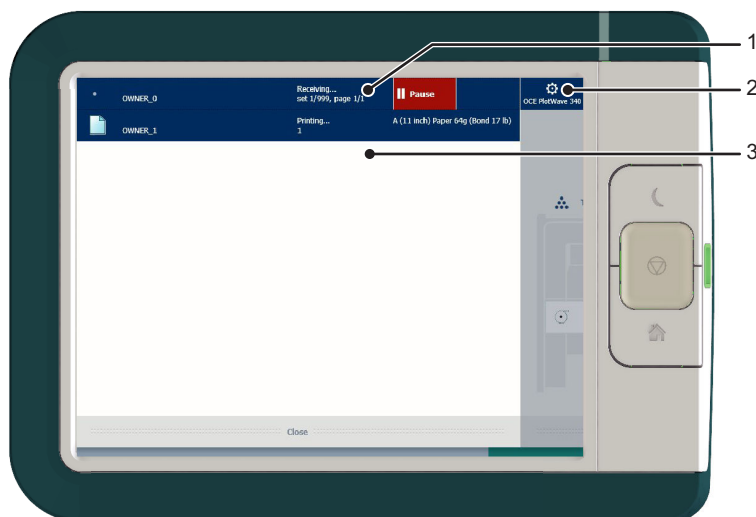 1
Receiving...
OWNER_0
set 1/999, page 1/1
Pause
OCE PlotWave 340
2
Printing...
OWNER_1
1
A (11 inch) Paper 64g (Bond 17 lb)
3
Close